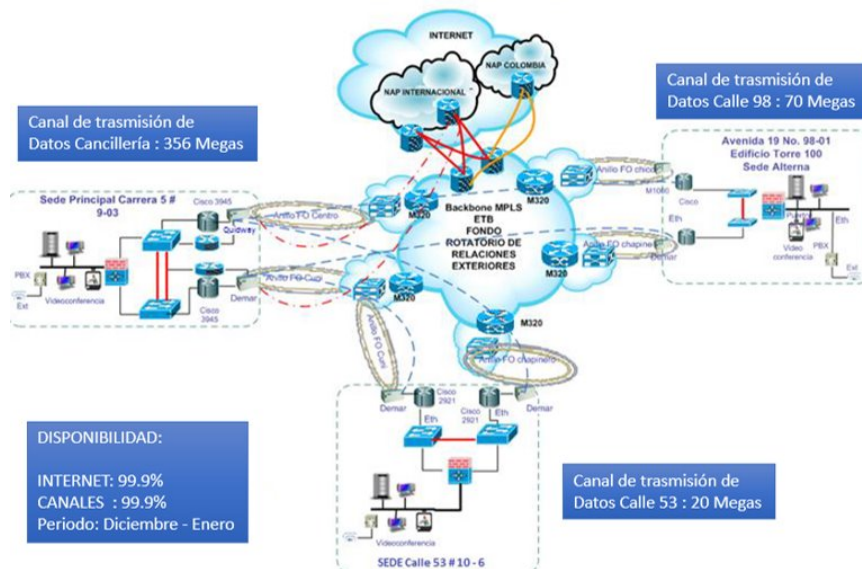 INTERNET
NAP COLOMBIA
NAP INTERNACIONAL
Canal de trasmisión de
Datos Cancillería : 356 Megas
Canal de trasmisión de
Datos Calle 98 : 70 Megas
Sede Principal Carrera 5 #
9-03
Cisco 3945
Quidway
Anillo FO Centro
M320
PBX
Ext
Videoconferencia
Cisco
3945
Demar
Anillo FO Cuni
M320
Backbone MPLS
ETB
FONDO
ROTATORIO DE
RELACIONES
EXTERIORES
M320
Anillo FO chico
M320
Anillo FO chapinero
Avenida 19 No. 98-01
Edificio Torre 100
Sede Alterna
Cisco
Eth
Demar
Eth
Video
conferencia
PBX
Ext
M320
Anillo FO Cuni
Anillo FO chapinero
Demar
Cisco
2921
Eth
Cisco
2921
Eth
Demar
Videoconferencia
SEDE Calle 53 # 10 - 6
DISPONIBILIDAD:
INTERNET: 99.9%
CANALES : 99.9%
Periodo: Diciembre - Enero
Canal de trasmisión de
Datos Calle 53 : 20 Megas